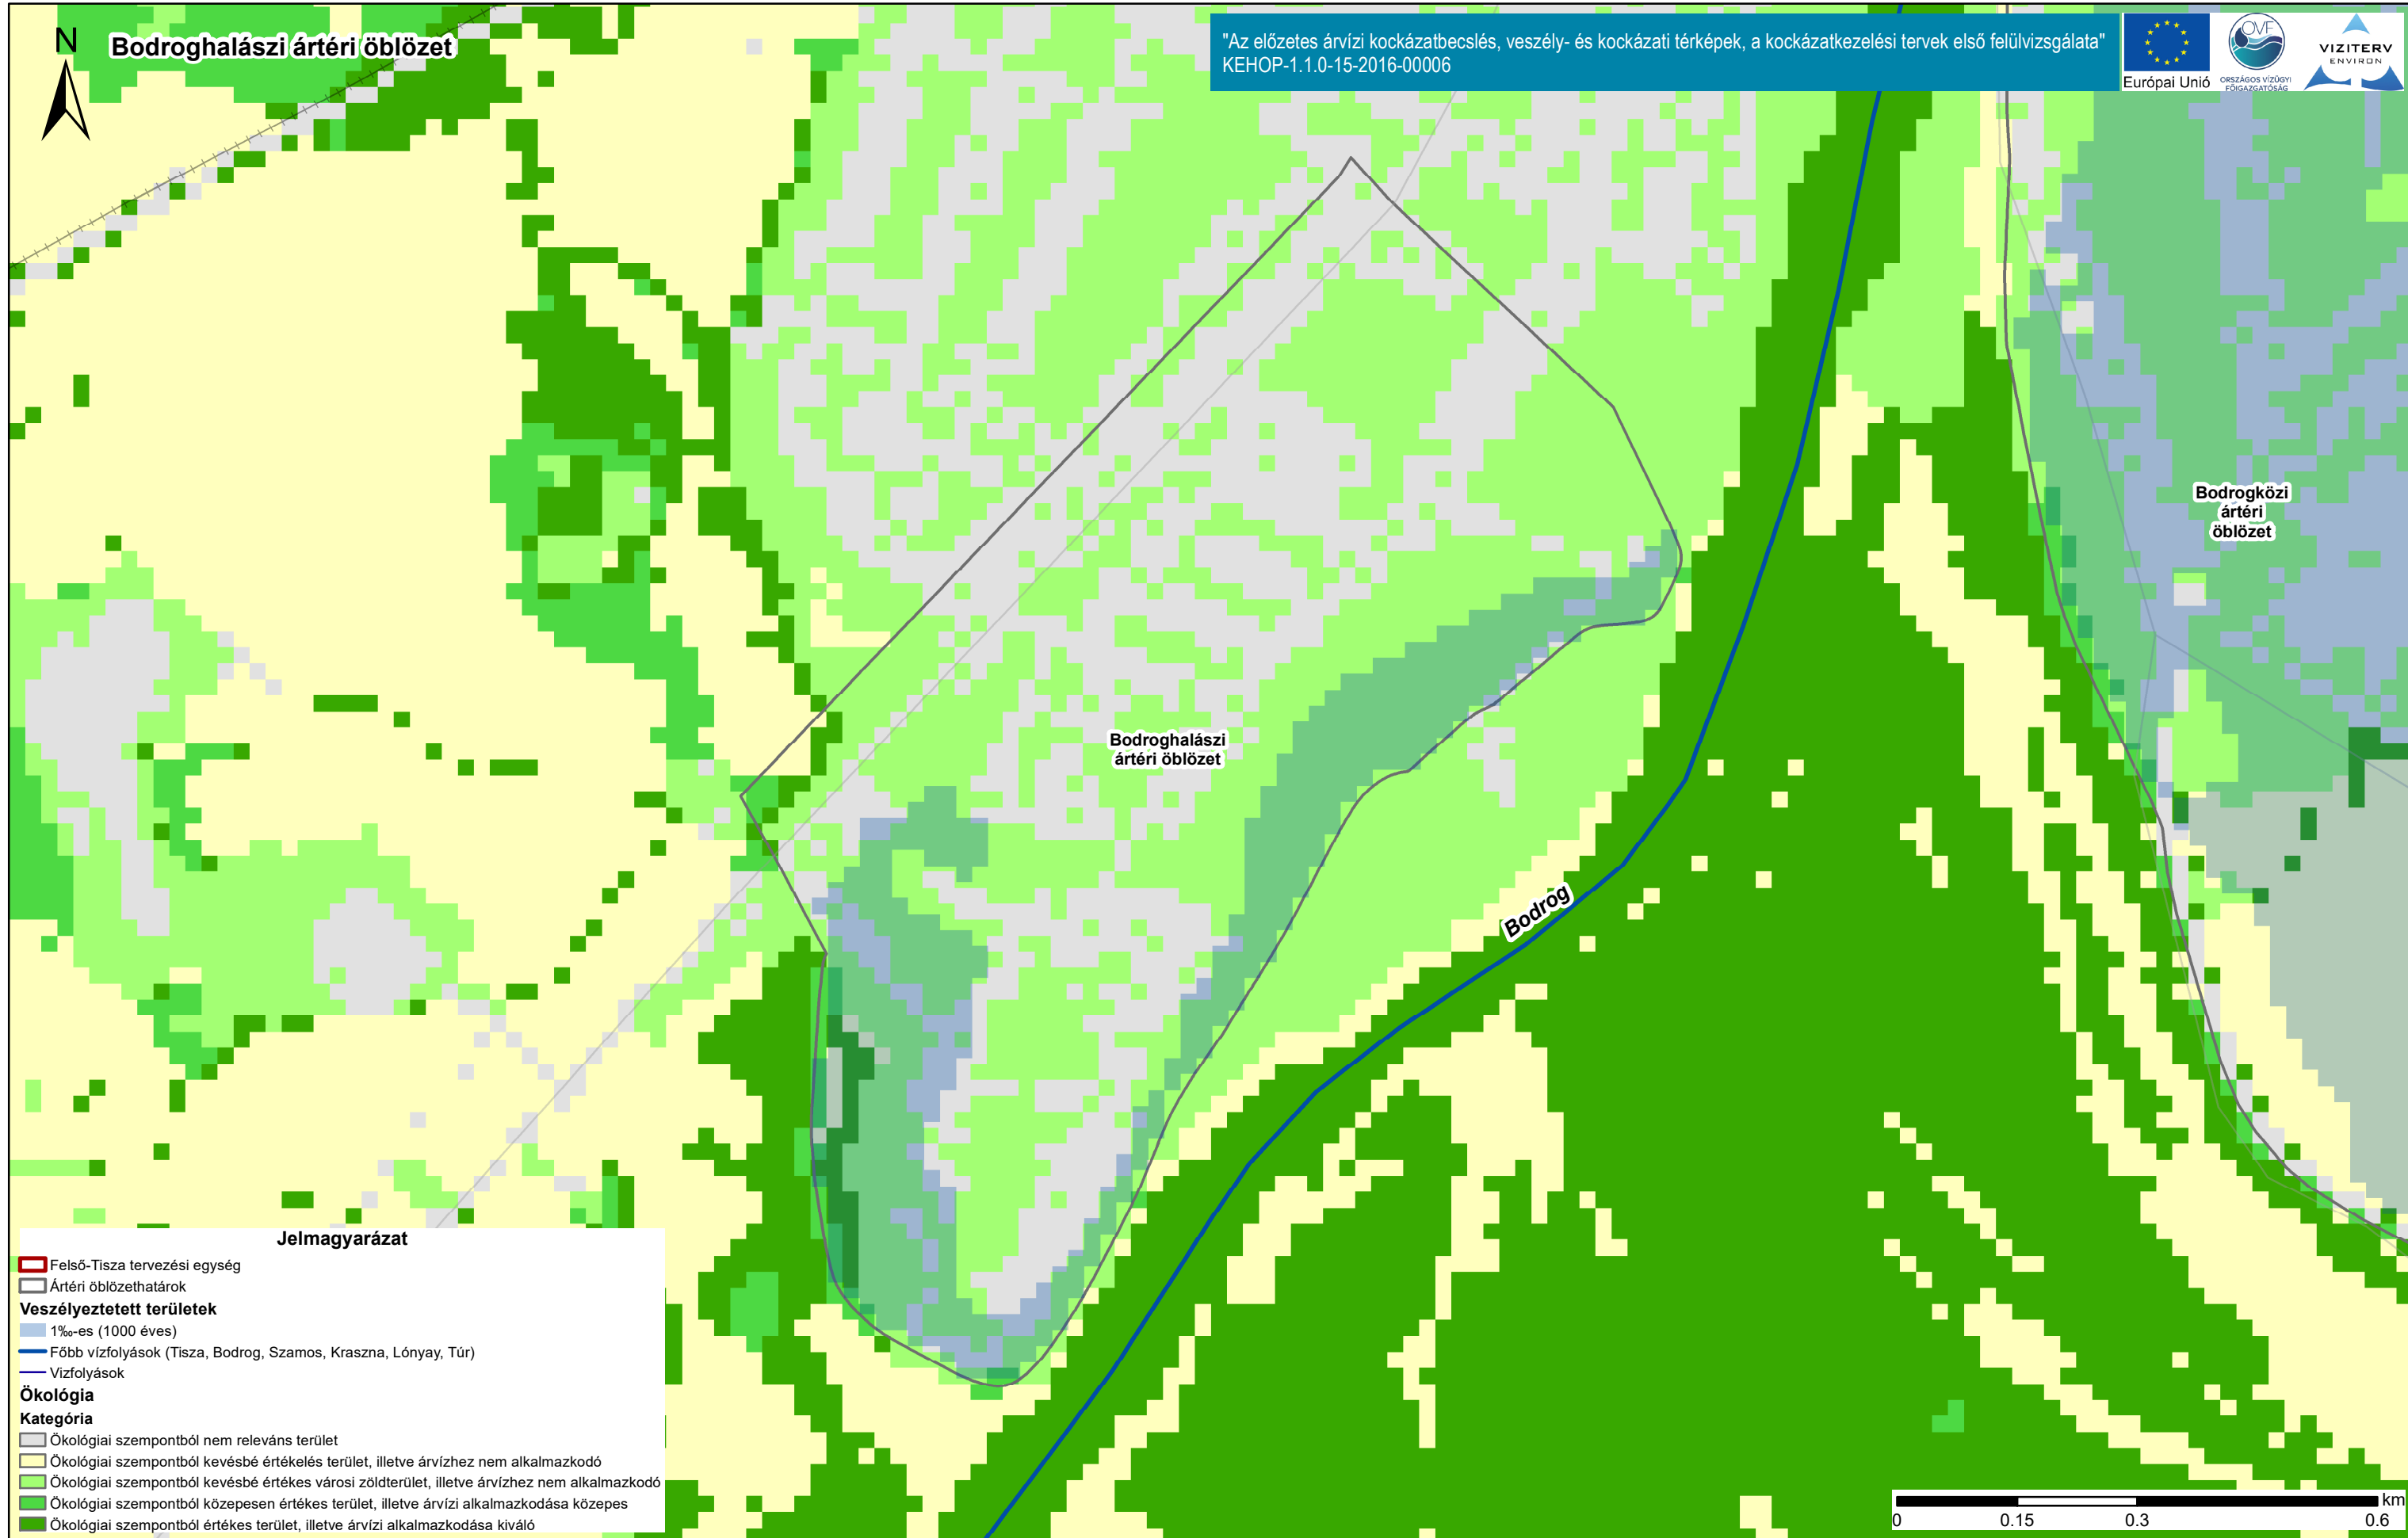 N
Bodroghalászi ártéri öblözet
"Az előzetes árvízi kockázatbecslés, veszély- és kockázati térképek, a kockázatkezelési tervek első felülvizsgálata"
KEHOP-1.1.0-15-2016-00006
Európai Unió
OVF
ORSZÁGOS VÍZÜGYI
FŐIGAZGATÓSÁG
VIZITERV
ENVIRON
Bodrogközi
ártéri
öblözet
Bodroghalászi
ártéri öblözet
Bodrog
Jelmagyarázat
Felső-Tisza tervezési egység
Ártéri öblözethatárok
Veszélyeztetett területek
1‰-es (1000 éves)
Főbb vízfolyások (Tisza, Bodrog, Szamos, Kraszna, Lónyay, Túr)
Vizfolyások
Ökológia
Kategória
Ökológiai szempontból nem releváns terület
Ökológiai szempontból kevésbé értékelés terület, illetve árvízhez nem alkalmazkodó
Ökológiai szempontból kevésbé értékes városi zöldterület, illetve árvízhez nem alkalmazkodó
Ökológiai szempontból közepesen értékes terület, illetve árvízi alkalmazkodása közepes
Ökológiai szempontból értékes terület, illetve árvízi alkalmazkodása kiváló
km
0 0.15 0.3 0.6